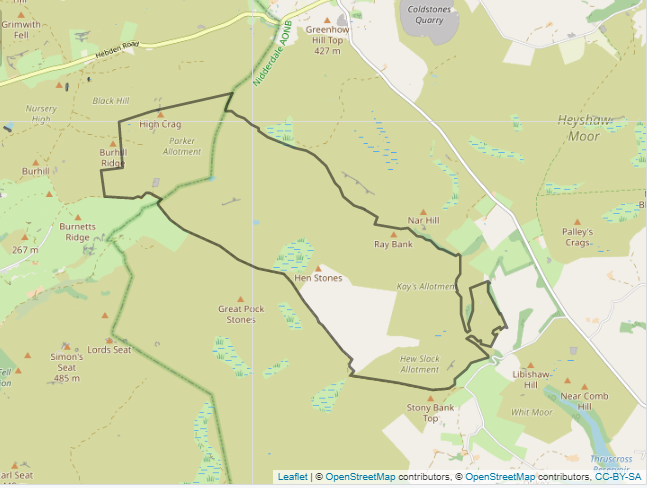 Grimwith
Fell
Hebden Road
Nidderdale AONB
Greenhow
Hill Top
427 m
Coldstones
Quarry
Nursery
High
Black Hill
High Crag
Parker
Allotment
Heyshaw
Moor
Burhill
Ridge
Burhill
Burnetts
Ridge
267 m
Nar Hill
Ray Bank
Palley's
Crags
Hen Stones
Kay's Allotment
Great Pock
Stones
Simon's
Seat
485 m
Lords Seat
Hew Slack
Allotment
Libishaw
Hill
Near Comb
Hill
Stony Bank
Top
Whit Moor
Thruscross
Reservoir
Earl Seat
Leaflet | © OpenStreetMap contributors, © OpenStreetMap contributors, CC-BY-SA